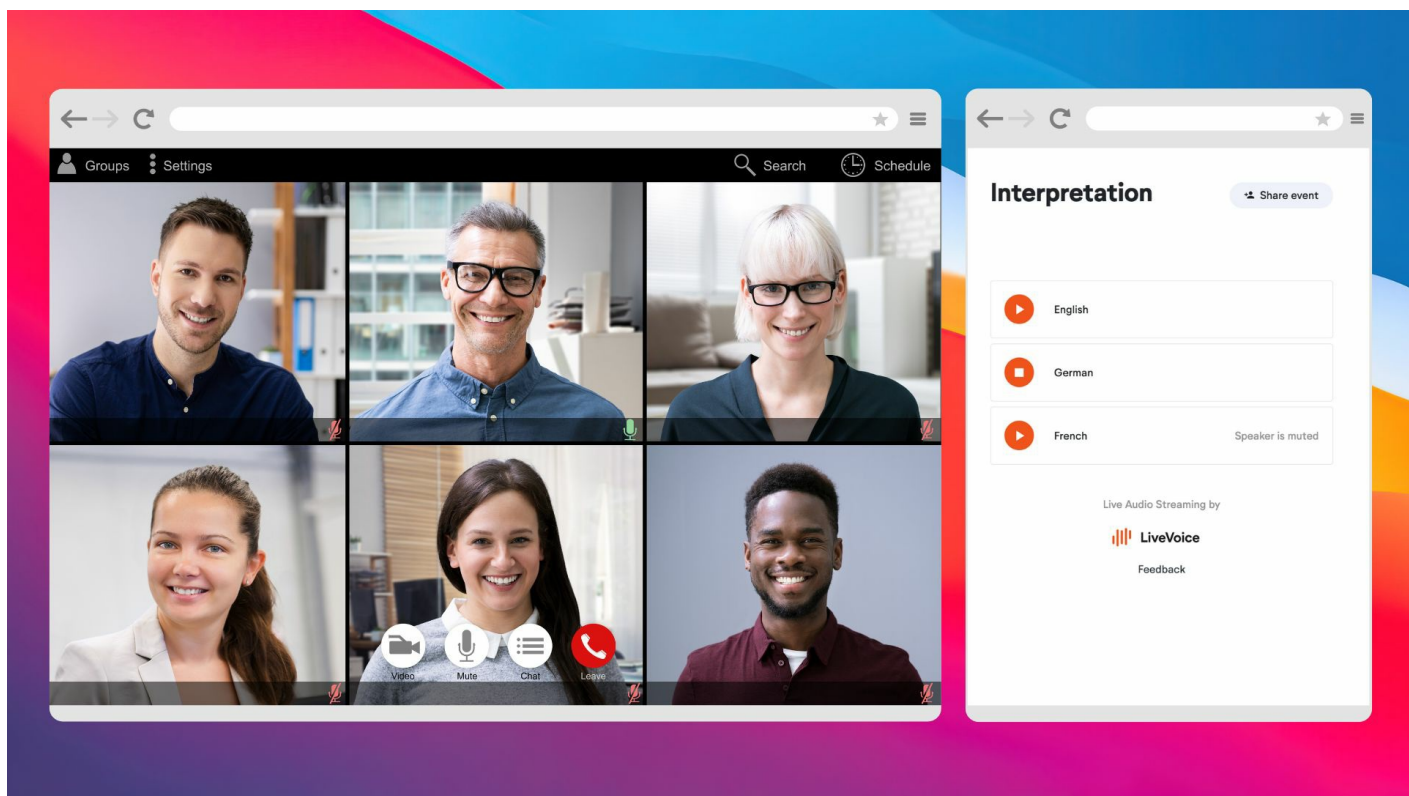 Groups
Settings
Search
Schedule
Video
Mute
Chat
Leave
Interpretation
Share event
English
German
French
Speaker is muted
Live Audio Streaming by
LiveVoice
Feedback